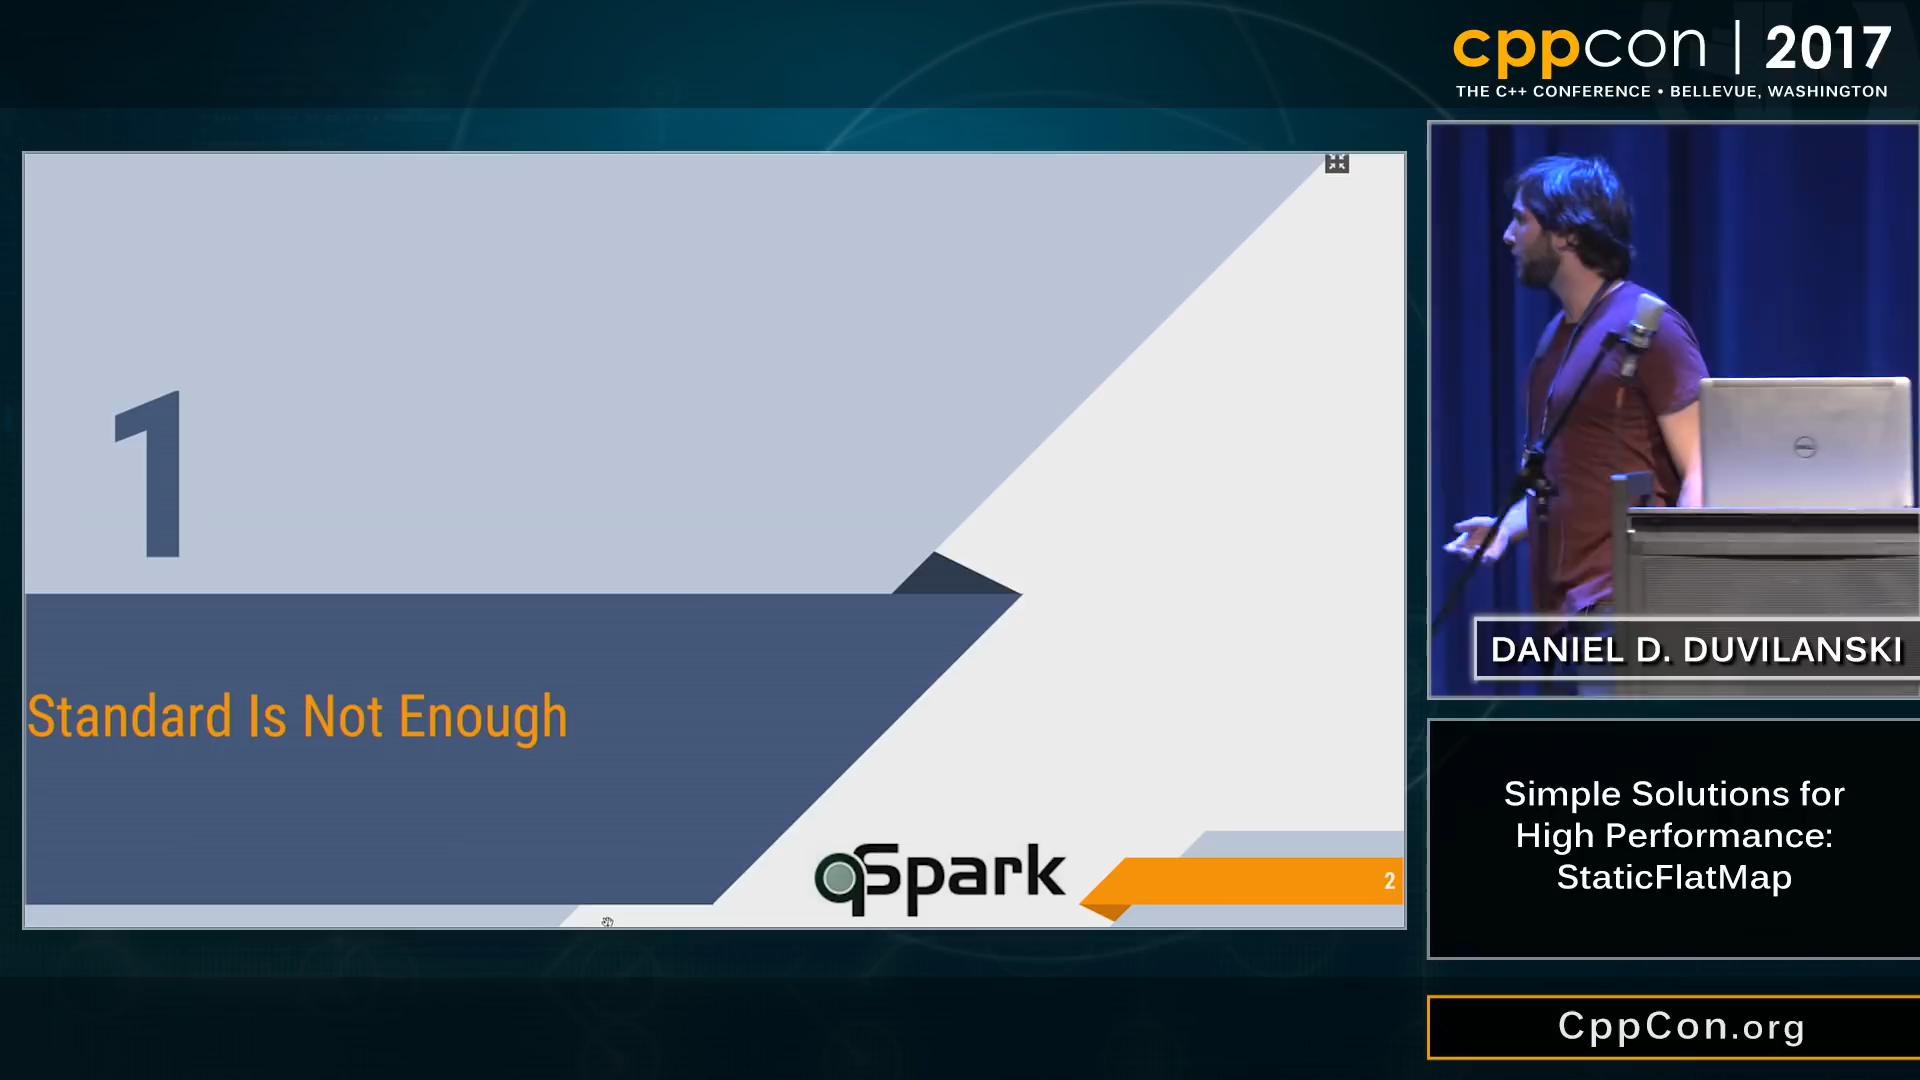 cppcon | 2017
THE C++ CONFERENCE • BELLEVUE, WASHINGTON
1
Standard Is Not Enough
qSpark
2
DANIEL D. DUVILANSKI
Simple Solutions for
High Performance:
StaticFlatMap
CppCon.org